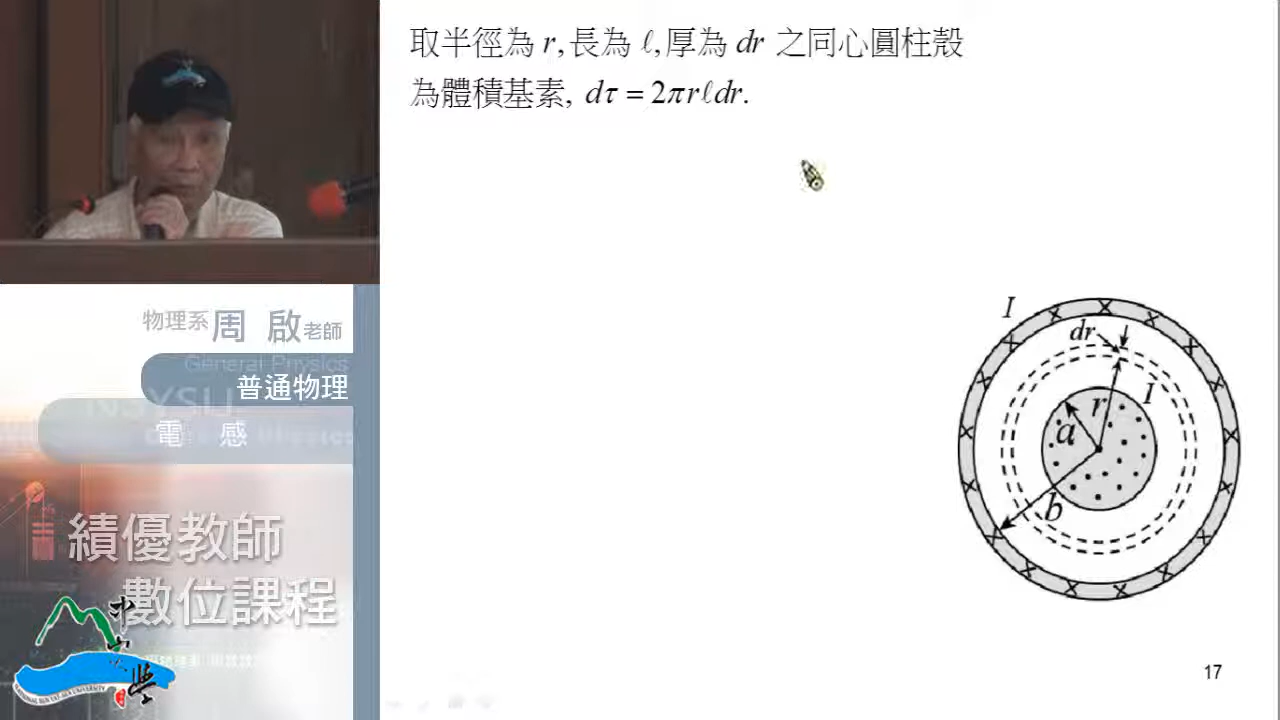 取半徑為 r, 長為 ℓ, 厚為 dr 之同心圓柱殼
為體積基素, dτ = 2πrℓdr.
物理系 周 啟 老師
General Physics
普通物理
NSYSU
電 感
績優教師
數位課程
I
dr
r
I
a
b
17